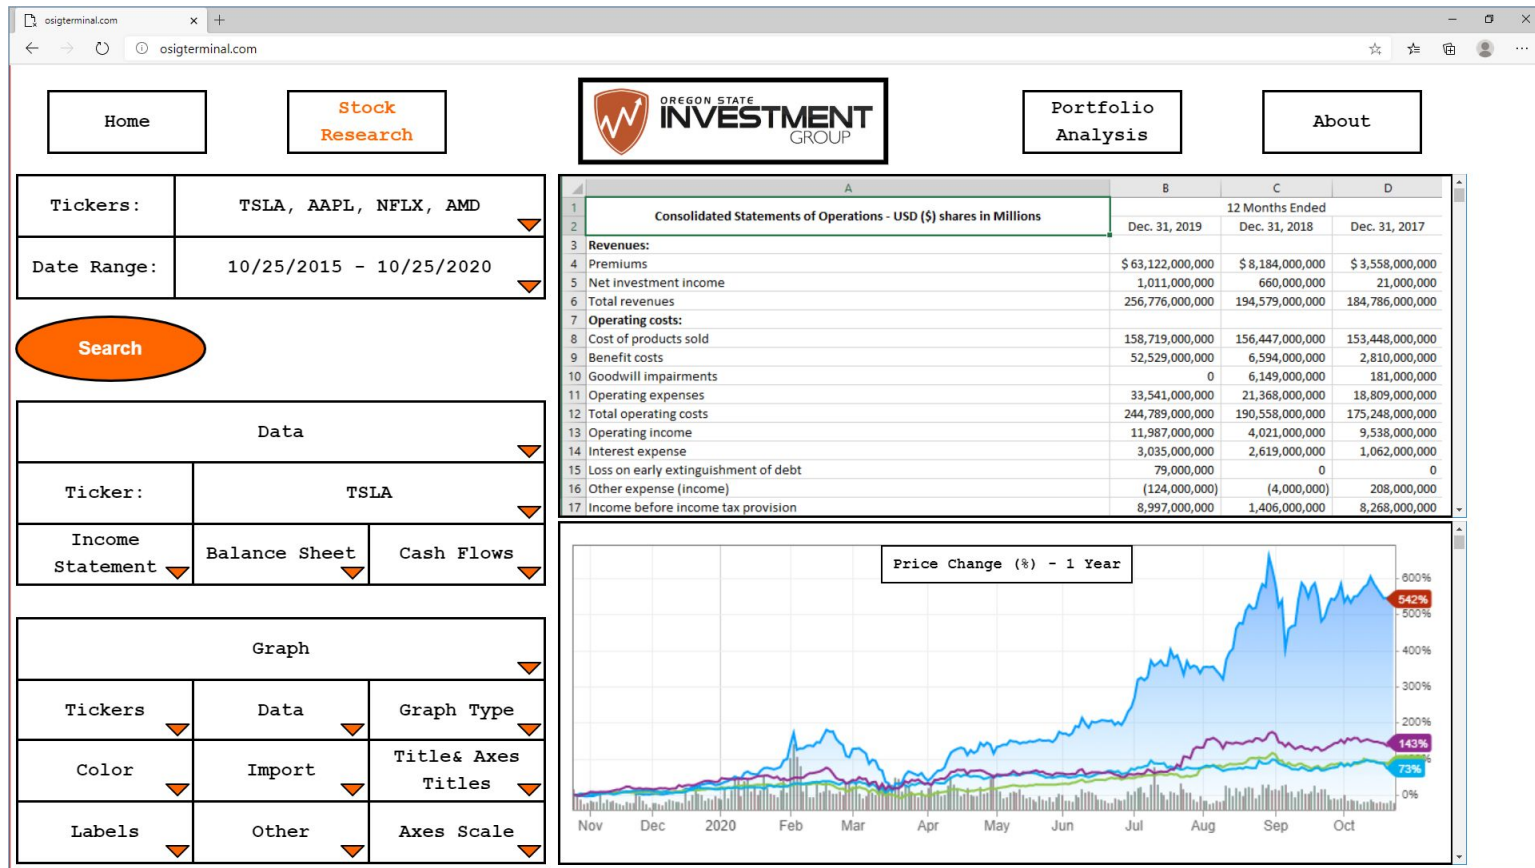 osigterminal.com
osigterminal.com
Home
Stock
Research
OREGON STATE
INVESTMENT
GROUP
Portfolio
Analysis
About
Tickers:
TSLA, AAPL, NFLX, AMD
Date Range:
10/25/2015 - 10/25/2020
Search
Data
Ticker:
TSLA
Income
Statement
Balance Sheet
Cash Flows
Graph
Tickers
Data
Graph Type
Color
Import
Title& Axes
Titles
Labels
Other
Axes Scale
A B C D
1 Consolidated Statements of Operations - USD ($) shares in Millions 12 Months Ended
2 Dec. 31, 2019 Dec. 31, 2018 Dec. 31, 2017
3 Revenues:
4 Premiums $ 63,122,000,000 $ 8,184,000,000 $ 3,558,000,000
5 Net investment income 1,011,000,000 660,000,000 21,000,000
6 Total revenues 256,776,000,000 194,579,000,000 184,786,000,000
7 Operating costs:
8 Cost of products sold 158,719,000,000 156,447,000,000 153,448,000,000
9 Benefit costs 52,529,000,000 6,594,000,000 2,810,000,000
10 Goodwill impairments 0 6,149,000,000 181,000,000
11 Operating expenses 33,541,000,000 21,368,000,000 18,809,000,000
12 Total operating costs 244,789,000,000 190,558,000,000 175,248,000,000
13 Operating income 11,987,000,000 4,021,000,000 9,538,000,000
14 Interest expense 3,035,000,000 2,619,000,000 1,062,000,000
15 Loss on early extinguishment of debt 79,000,000 0 0
16 Other expense (income) (124,000,000) (4,000,000) 208,000,000
17 Income before income tax provision 8,997,000,000 1,406,000,000 8,268,000,000
Price Change (%) - 1 Year
600%
542%
500%
400%
300%
200%
143%
73%
0%
Nov Dec 2020 Feb Mar Apr May Jun Jul Aug Sep Oct